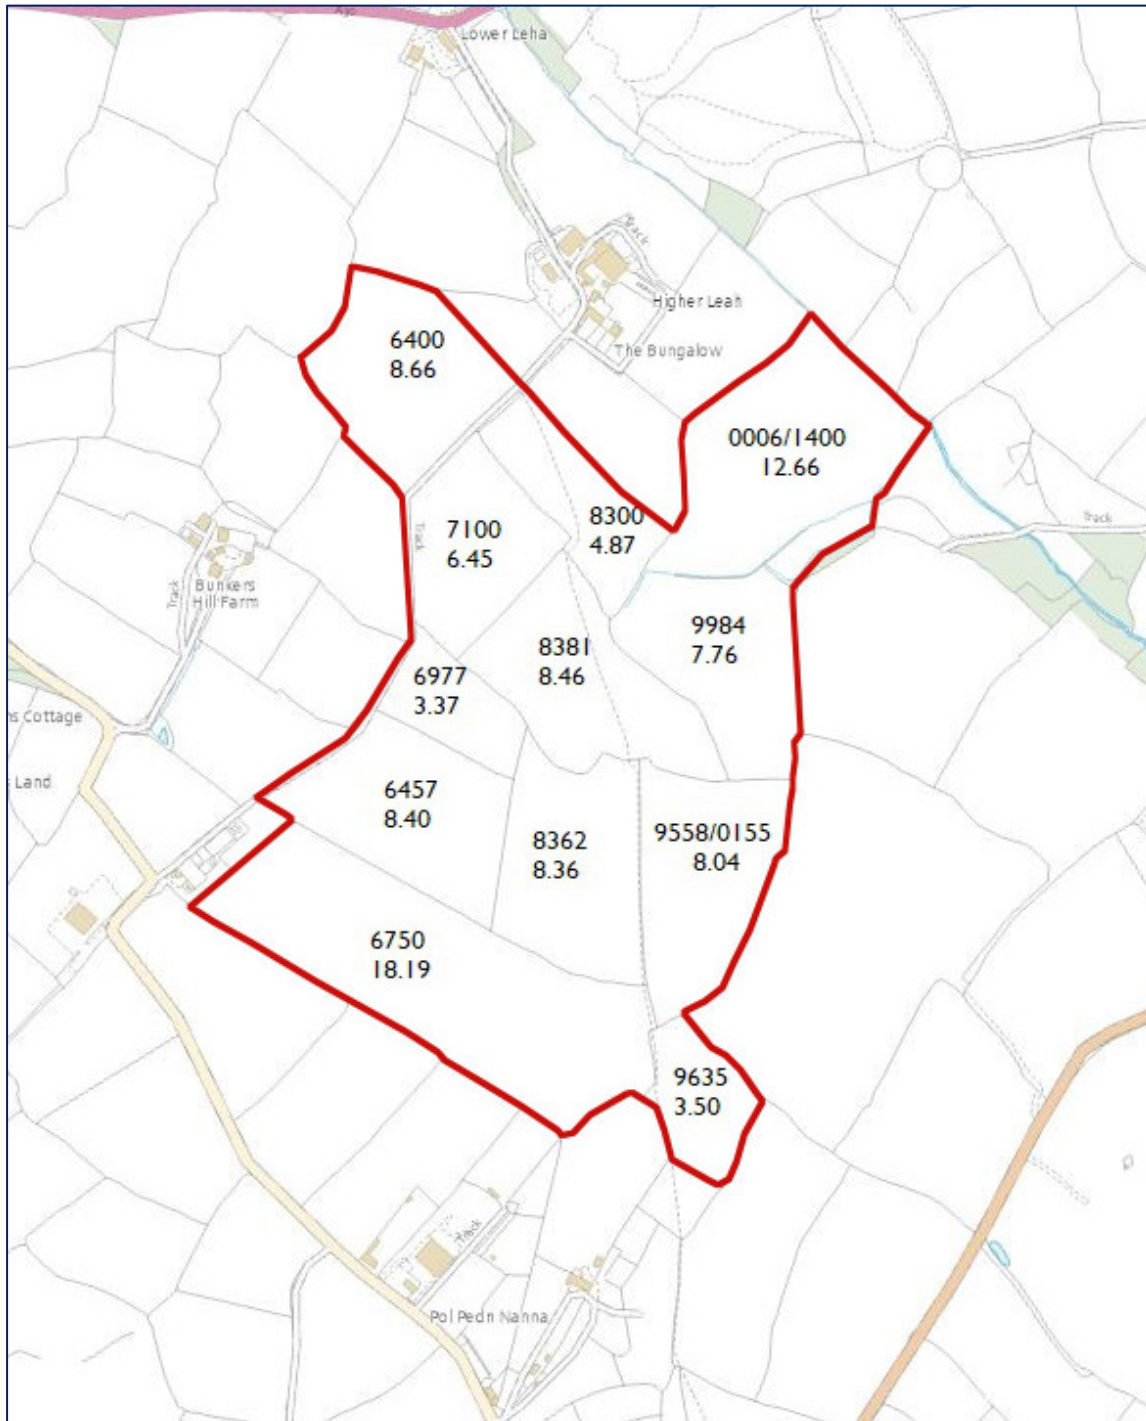 Lower Leha
Track
Higher Leah
The Bungalow
6400
8.66
0006/1400
12.66
8300
4.87
7100
6.45
Track
Track
Bunkers
Hill Farm
Track
9984
7.76
8381
8.46
6977
3.37
ns Cottage
Land
6457
8.40
9558/0155
8.04
8362
8.36
6750
18.19
9635
3.50
Track
Pol Pedn Nanna